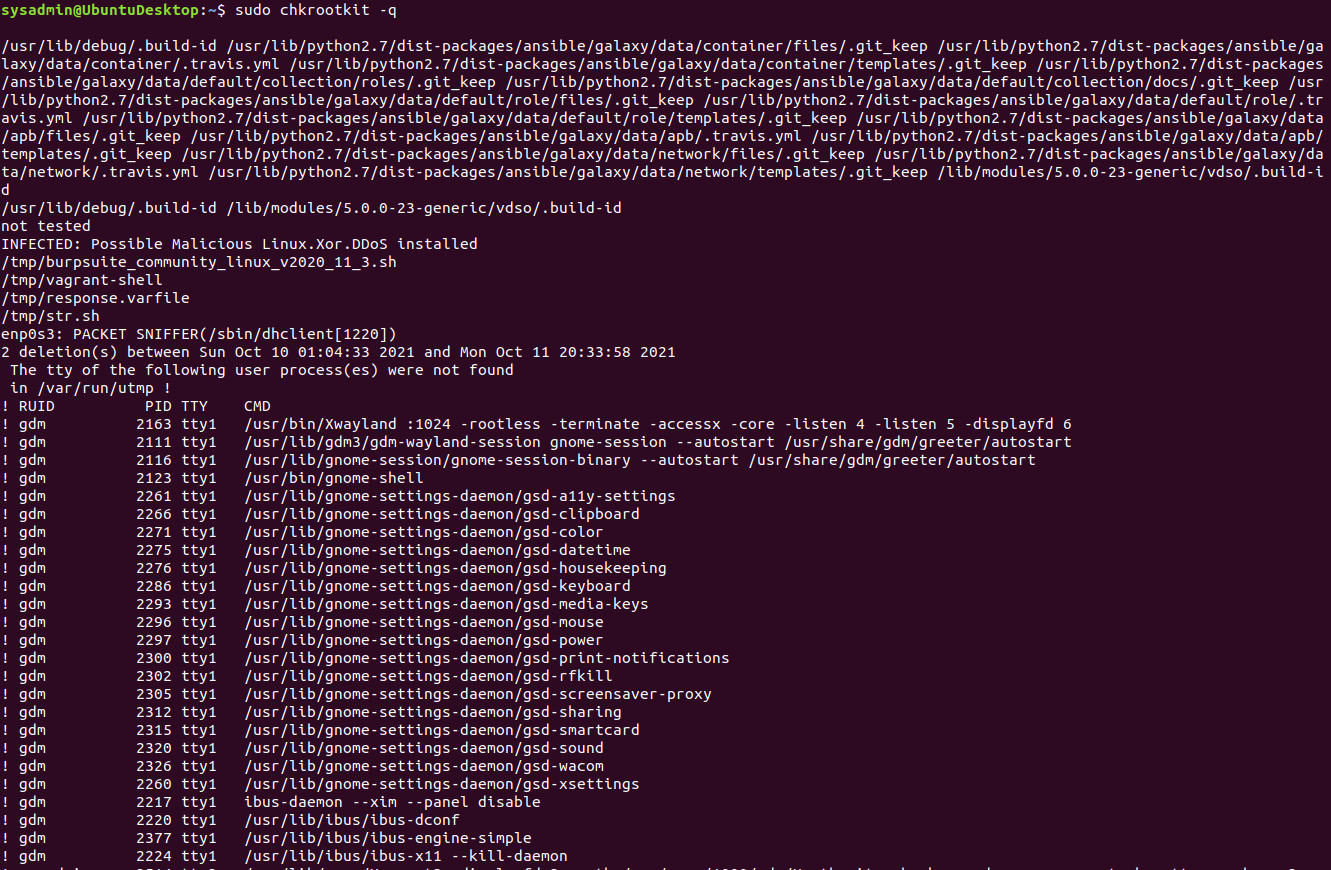 sysadmin@UbuntuDesktop:~$ sudo chkrootkit -q
/usr/lib/debug/.build-id /usr/lib/python2.7/dist-packages/ansible/galaxy/data/container/files/.git_keep /usr/lib/python2.7/dist-packages/ansible/ga
laxy/data/container/.travis.yml /usr/lib/python2.7/dist-packages/ansible/galaxy/data/container/templates/.git_keep /usr/lib/python2.7/dist-packages
/ansible/galaxy/data/default/collection/roles/.git_keep /usr/lib/python2.7/dist-packages/ansible/galaxy/data/default/collection/docs/.git_keep /usr
/lib/python2.7/dist-packages/ansible/galaxy/data/default/role/files/.git_keep /usr/lib/python2.7/dist-packages/ansible/galaxy/data/default/role/.tr
avis.yml /usr/lib/python2.7/dist-packages/ansible/galaxy/data/default/role/templates/.git_keep /usr/lib/python2.7/dist-packages/ansible/galaxy/data
/apb/files/.git_keep /usr/lib/python2.7/dist-packages/ansible/galaxy/data/apb/.travis.yml /usr/lib/python2.7/dist-packages/ansible/galaxy/data/apb/
templates/.git_keep /usr/lib/python2.7/dist-packages/ansible/galaxy/data/network/files/.git_keep /usr/lib/python2.7/dist-packages/ansible/galaxy/da
ta/network/.travis.yml /usr/lib/python2.7/dist-packages/ansible/galaxy/data/network/templates/.git_keep /lib/modules/5.0.0-23-generic/vdso/.build-i
d
/usr/lib/debug/.build-id /lib/modules/5.0.0-23-generic/vdso/.build-id
not tested
INFECTED: Possible Malicious Linux.Xor.DDoS installed
/tmp/burpsuite_community_linux_v2020_11_3.sh
/tmp/vagrant-shell
/tmp/response.varfile
/tmp/str.sh
enp0s3: PACKET SNIFFER(/sbin/dhclient[1220])
2 deletion(s) between Sun Oct 10 01:04:33 2021 and Mon Oct 11 20:33:58 2021
 The tty of the following user process(es) were not found
 in /var/run/utmp !
! RUID          PID TTY    CMD
! gdm          2163 tty1   /usr/bin/Xwayland :1024 -rootless -terminate -accessx -core -listen 4 -listen 5 -displayfd 6
! gdm          2111 tty1   /usr/lib/gdm3/gdm-wayland-session gnome-session --autostart /usr/share/gdm/greeter/autostart
! gdm          2116 tty1   /usr/lib/gnome-session/gnome-session-binary --autostart /usr/share/gdm/greeter/autostart
! gdm          2123 tty1   /usr/bin/gnome-shell
! gdm          2261 tty1   /usr/lib/gnome-settings-daemon/gsd-a11y-settings
! gdm          2266 tty1   /usr/lib/gnome-settings-daemon/gsd-clipboard
! gdm          2271 tty1   /usr/lib/gnome-settings-daemon/gsd-color
! gdm          2275 tty1   /usr/lib/gnome-settings-daemon/gsd-datetime
! gdm          2276 tty1   /usr/lib/gnome-settings-daemon/gsd-housekeeping
! gdm          2286 tty1   /usr/lib/gnome-settings-daemon/gsd-keyboard
! gdm          2293 tty1   /usr/lib/gnome-settings-daemon/gsd-media-keys
! gdm          2296 tty1   /usr/lib/gnome-settings-daemon/gsd-mouse
! gdm          2297 tty1   /usr/lib/gnome-settings-daemon/gsd-power
! gdm          2300 tty1   /usr/lib/gnome-settings-daemon/gsd-print-notifications
! gdm          2302 tty1   /usr/lib/gnome-settings-daemon/gsd-rfkill
! gdm          2305 tty1   /usr/lib/gnome-settings-daemon/gsd-screensaver-proxy
! gdm          2312 tty1   /usr/lib/gnome-settings-daemon/gsd-sharing
! gdm          2315 tty1   /usr/lib/gnome-settings-daemon/gsd-smartcard
! gdm          2320 tty1   /usr/lib/gnome-settings-daemon/gsd-sound
! gdm          2326 tty1   /usr/lib/gnome-settings-daemon/gsd-wacom
! gdm          2260 tty1   /usr/lib/gnome-settings-daemon/gsd-xsettings
! gdm          2217 tty1   ibus-daemon --xim --panel disable
! gdm          2220 tty1   /usr/lib/ibus/ibus-dconf
! gdm          2377 tty1   /usr/lib/ibus/ibus-engine-simple
! gdm          2224 tty1   /usr/lib/ibus/ibus-x11 --kill-daemon